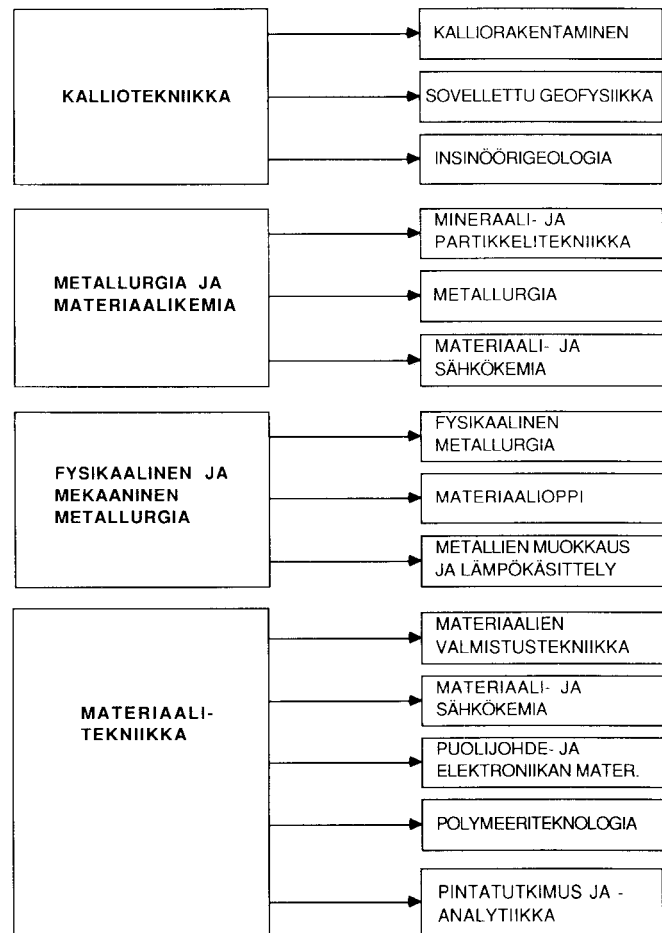 KALLIOTEKNIIKKA
KALLIORAKENTAMINEN
SOVELLETTU GEOFYSIIKKA
INSINÖÖRIGEOLOGIA
METALLURGIA JA
MATERIAALIKEMIA
MINERAALI- JA
PARTIKKELITEKNIIKKA
METALLURGIA
MATERIAALI- JA
SÄHKÖKEMIA
FYSIKAALINEN JA
MEKAANINEN
METALLURGIA
FYSIKAALINEN
METALLURGIA
MATERIAALIOPPI
METALLIEN MUOKKAUS
JA LÄMPÖKÄSITTELY
MATERIAALI-
TEKNIIKKA
MATERIAALIEN
VALMISTUSTEKNIIKKA
MATERIAALI- JA
SÄHKÖKEMIA
PUOLIJOHDE- JA
ELEKTRONIIKAN MATER.
POLYMEERITEKNOLOGIA
PINTATUTKIMUS JA -
ANALYTIIKKA